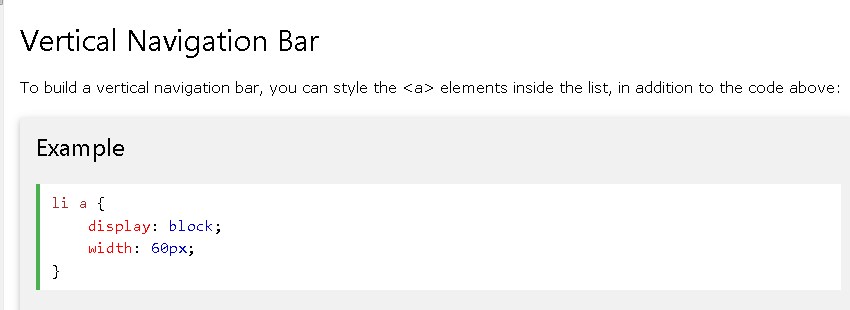 Vertical Navigation Bar
To build a vertical navigation bar, you can style the <a> elements inside the list, in addition to the code above:
Example
li a {
    display: block;
    width: 60px;
}